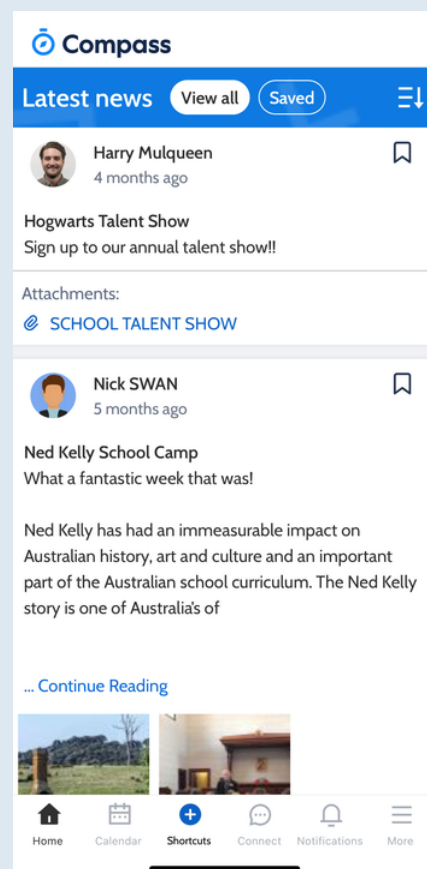 Compass
Latest news View all Saved
Harry Mulqueen
4 months ago
Hogwarts Talent Show
Sign up to our annual talent show!!
Attachments:
SCHOOL TALENT SHOW
Nick SWAN
5 months ago
Ned Kelly School Camp
What a fantastic week that was!
Ned Kelly has had an immeasurable impact on
Australian history, art and culture and an important
part of the Australian school curriculum. The Ned Kelly
story is one of Australia's of
... Continue Reading
Home Calendar Shortcuts Connect Notifications More